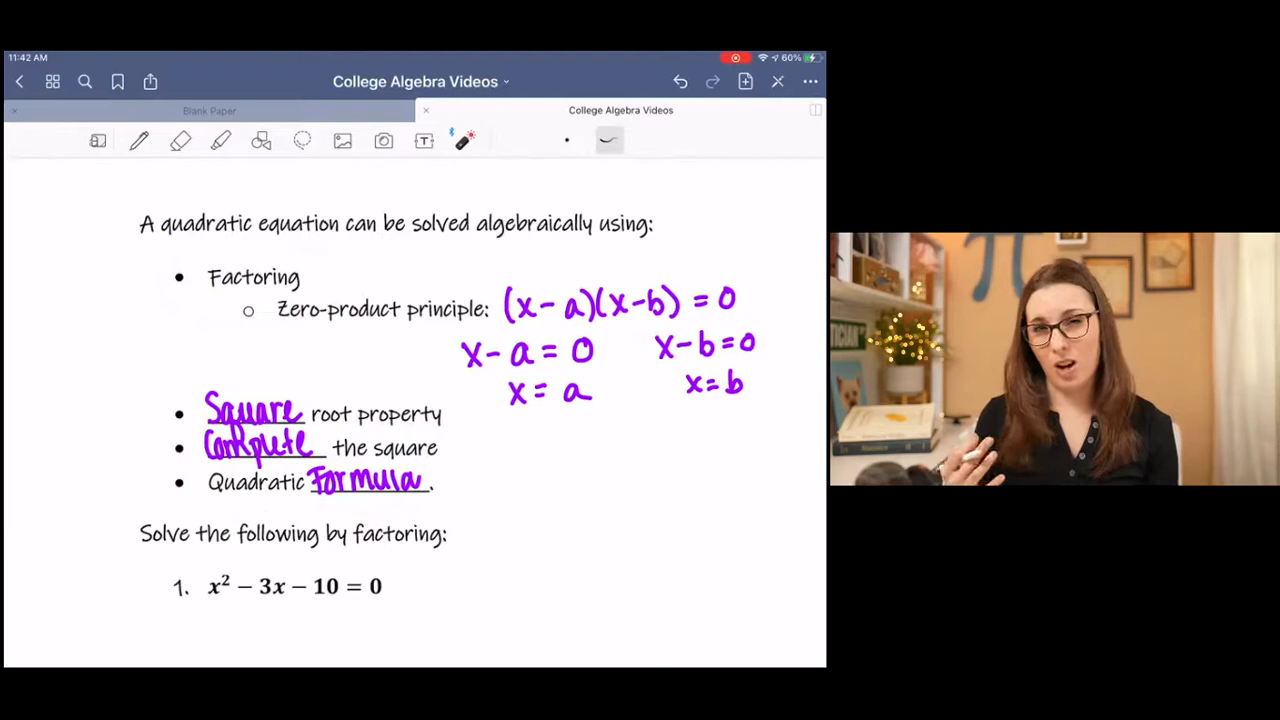 11:42 AM
60%
College Algebra Videos
Blank Paper
College Algebra Videos
A quadratic equation can be solved algebraically using:
• Factoring
o Zero-product principle: (x-a)(x-b) = 0
x-a=0 x-b=0
x=a x=b
• Square root property
• Complete the square
• Quadratic Formula.
Solve the following by factoring:
1. x² − 3x − 10 = 0
TICIAN